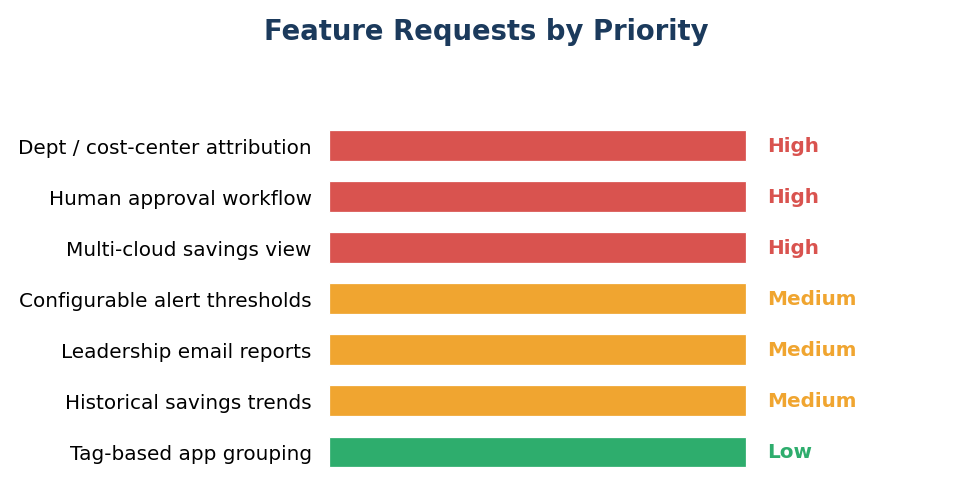 Feature Requests by Priority
Dept / cost-center attribution High
Human approval workflow High
Multi-cloud savings view High
Configurable alert thresholds Medium
Leadership email reports Medium
Historical savings trends Medium
Tag-based app grouping Low